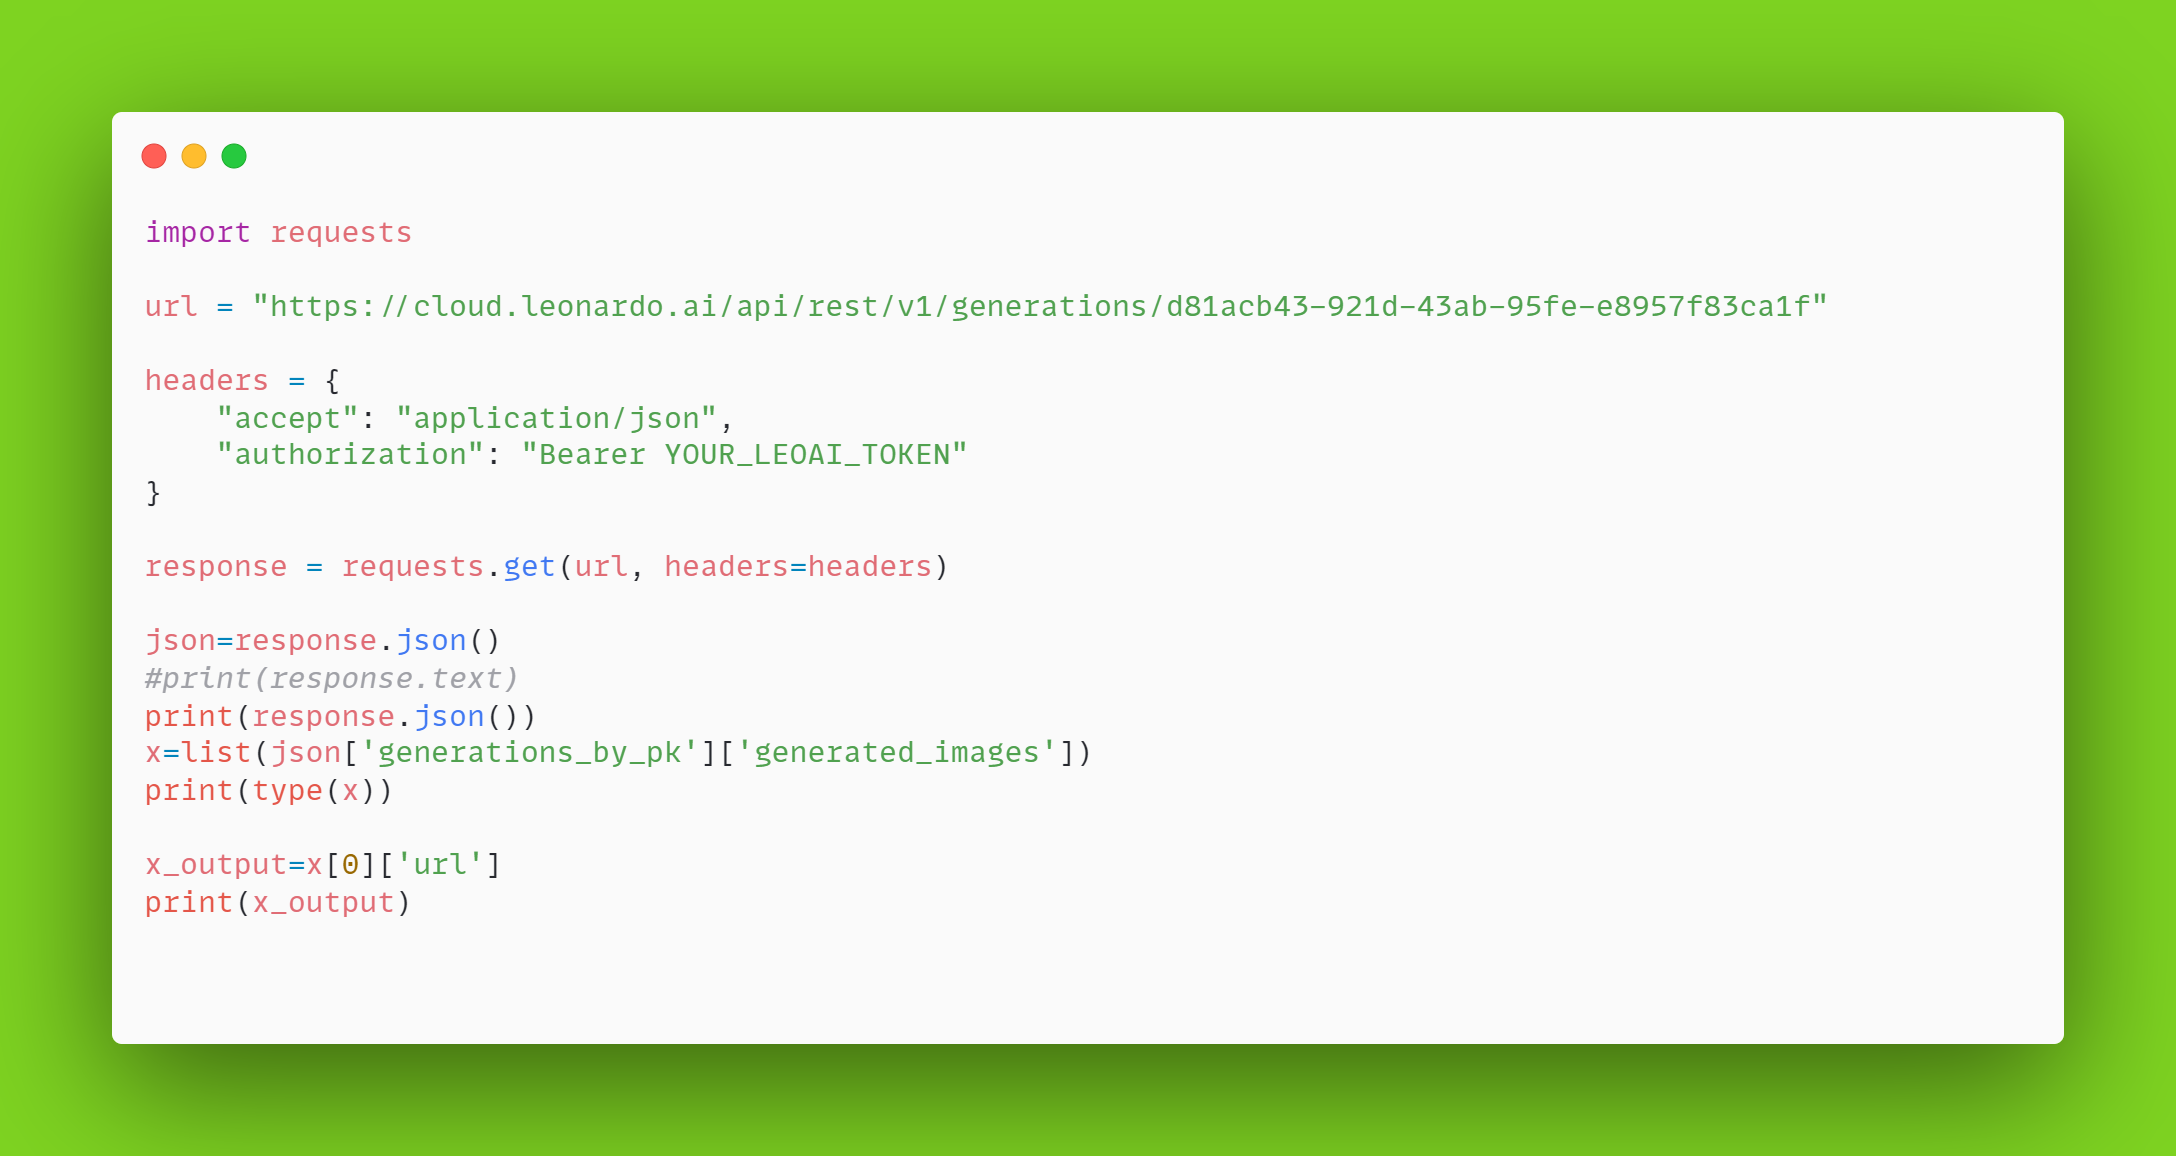 import requests
url = "https://cloud.leonardo.ai/api/rest/v1/generations/d81acb43-921d-43ab-95fe-e8957f83ca1f"
headers = {
    "accept": "application/json",
    "authorization": "Bearer YOUR_LEOAI_TOKEN"
}
response = requests.get(url, headers=headers)
json=response.json()
#print(response.text)
print(response.json())
x=list(json['generations_by_pk']['generated_images'])
print(type(x))
x_output=x[0]['url']
print(x_output)